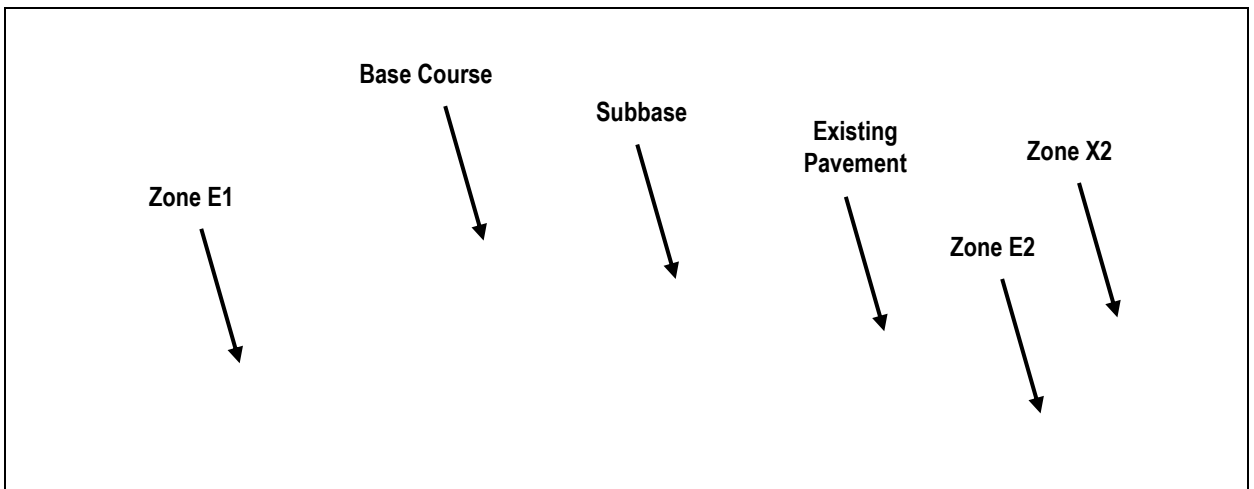 Base Course
Subbase
Existing
Pavement
Zone X2
Zone E1
Zone E2